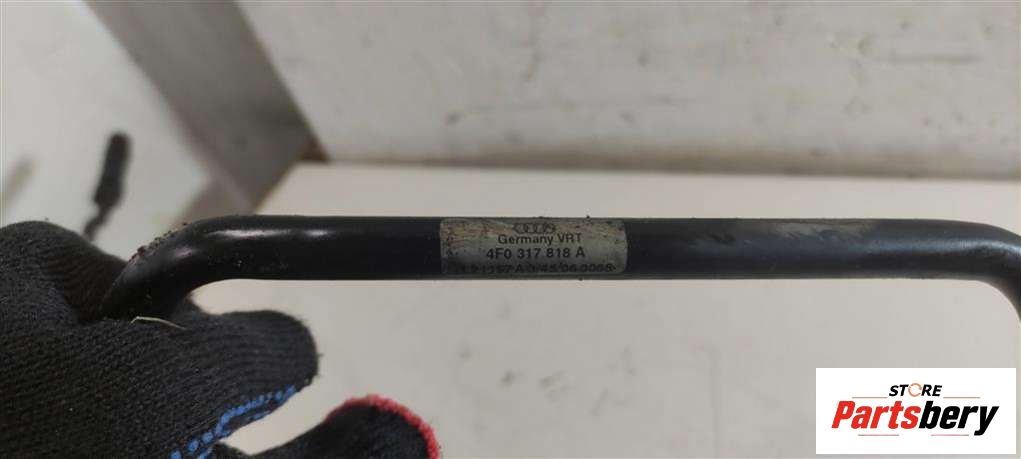 Germany VRT
4F0 317 818 A
STORE
Partsbery